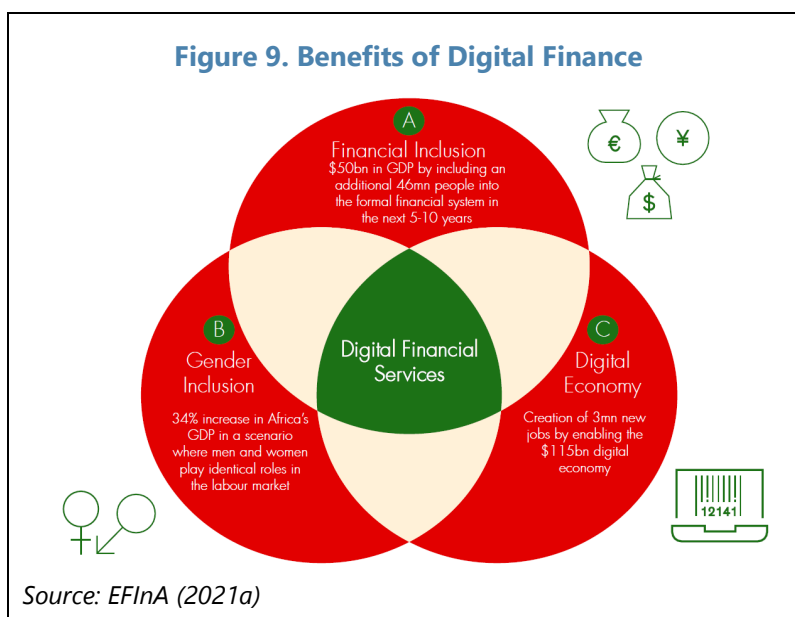 Figure 9. Benefits of Digital Finance
A
Financial Inclusion
$50bn in GDP by including an
additional 46mn people into
the formal financial system in
the next 5-10 years
€
¥
$
B
Gender
Inclusion
34% increase in Africa's
GDP in a scenario
where men and women
play identical roles in
the labour market
Digital Financial
Services
C
Digital
Economy
Creation of 3mn new
jobs by enabling the
$115bn digital
economy
12141
Source: EFInA (2021a)